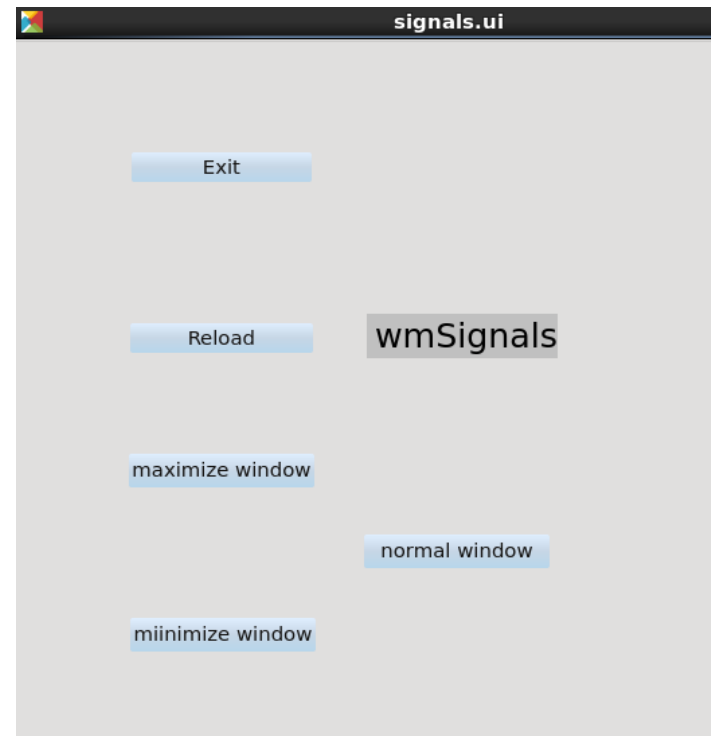 signals.ui
Exit
Reload
wmSignals
maximize window
normal window
miinimize window